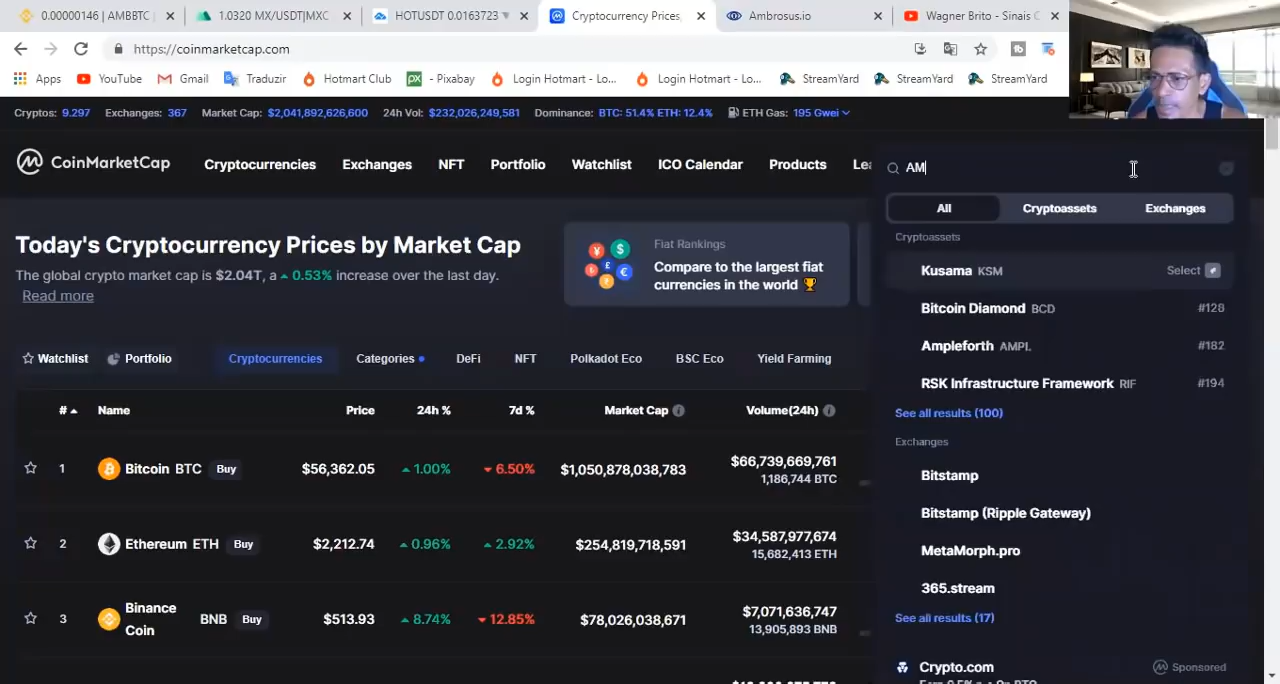 0.00000146 | AMBBTC
1.0320 MX/USDT|MXC
HOTUSDT 0.0163723
Cryptocurrency Prices
Ambrosus.io
Wagner Brito - Sinais
https://coinmarketcap.com
Apps YouTube Gmail Traduzir Hotmart Club - Pixabay Login Hotmart - Lo... Login Hotmart - Lo... StreamYard StreamYard StreamYard
Cryptos: 9.297 Exchanges: 367 Market Cap: $2,041,892,626,600 24h Vol: $232,026,249,581 Dominance: BTC: 51.4% ETH: 12.4% ETH Gas: 195 Gwei
CoinMarketCap Cryptocurrencies Exchanges NFT Portfolio Watchlist ICO Calendar Products
AM
All Cryptoassets Exchanges
Cryptoassets
Kusama KSM Select
Bitcoin Diamond BCD #128
Ampleforth AMPL #182
RSK Infrastructure Framework RIF #194
See all results (100)
Exchanges
Bitstamp
Bitstamp (Ripple Gateway)
MetaMorph.pro
365.stream
See all results (17)
Crypto.com Sponsored
Today's Cryptocurrency Prices by Market Cap
The global crypto market cap is $2.04T, a 0.53% increase over the last day.
Read more
Fiat Rankings
Compare to the largest fiat
currencies in the world
Watchlist Portfolio Cryptocurrencies Categories DeFi NFT Polkadot Eco BSC Eco Yield Farming
# Name Price 24h % 7d % Market Cap Volume(24h)
1 Bitcoin BTC Buy $56,362.05 1.00% 6.50% $1,050,878,038,783 $66,739,669,761
1,186,744 BTC
2 Ethereum ETH Buy $2,212.74 0.96% 2.92% $254,819,718,591 $34,587,977,674
15,682,413 ETH
3 Binance Coin BNB Buy $513.93 8.74% 12.85% $78,026,038,671 $7,071,636,747
13,905,893 BNB